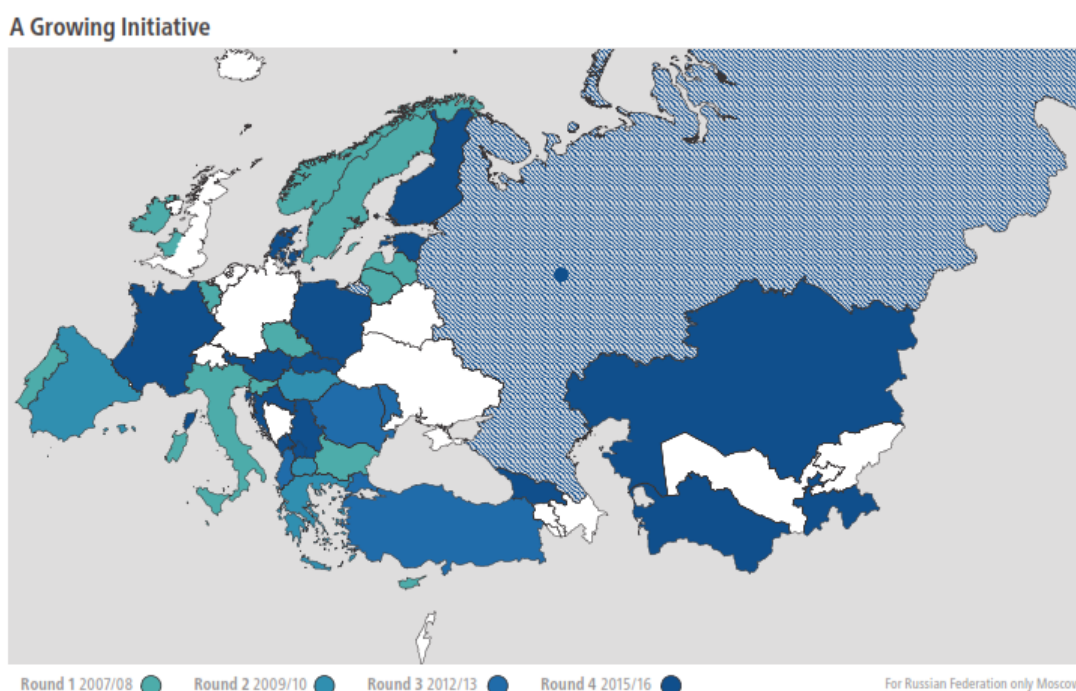 A Growing Initiative
Round 1 2007/08
Round 2 2009/10
Round 3 2012/13
Round 4 2015/16
For Russian Federation only Moscow